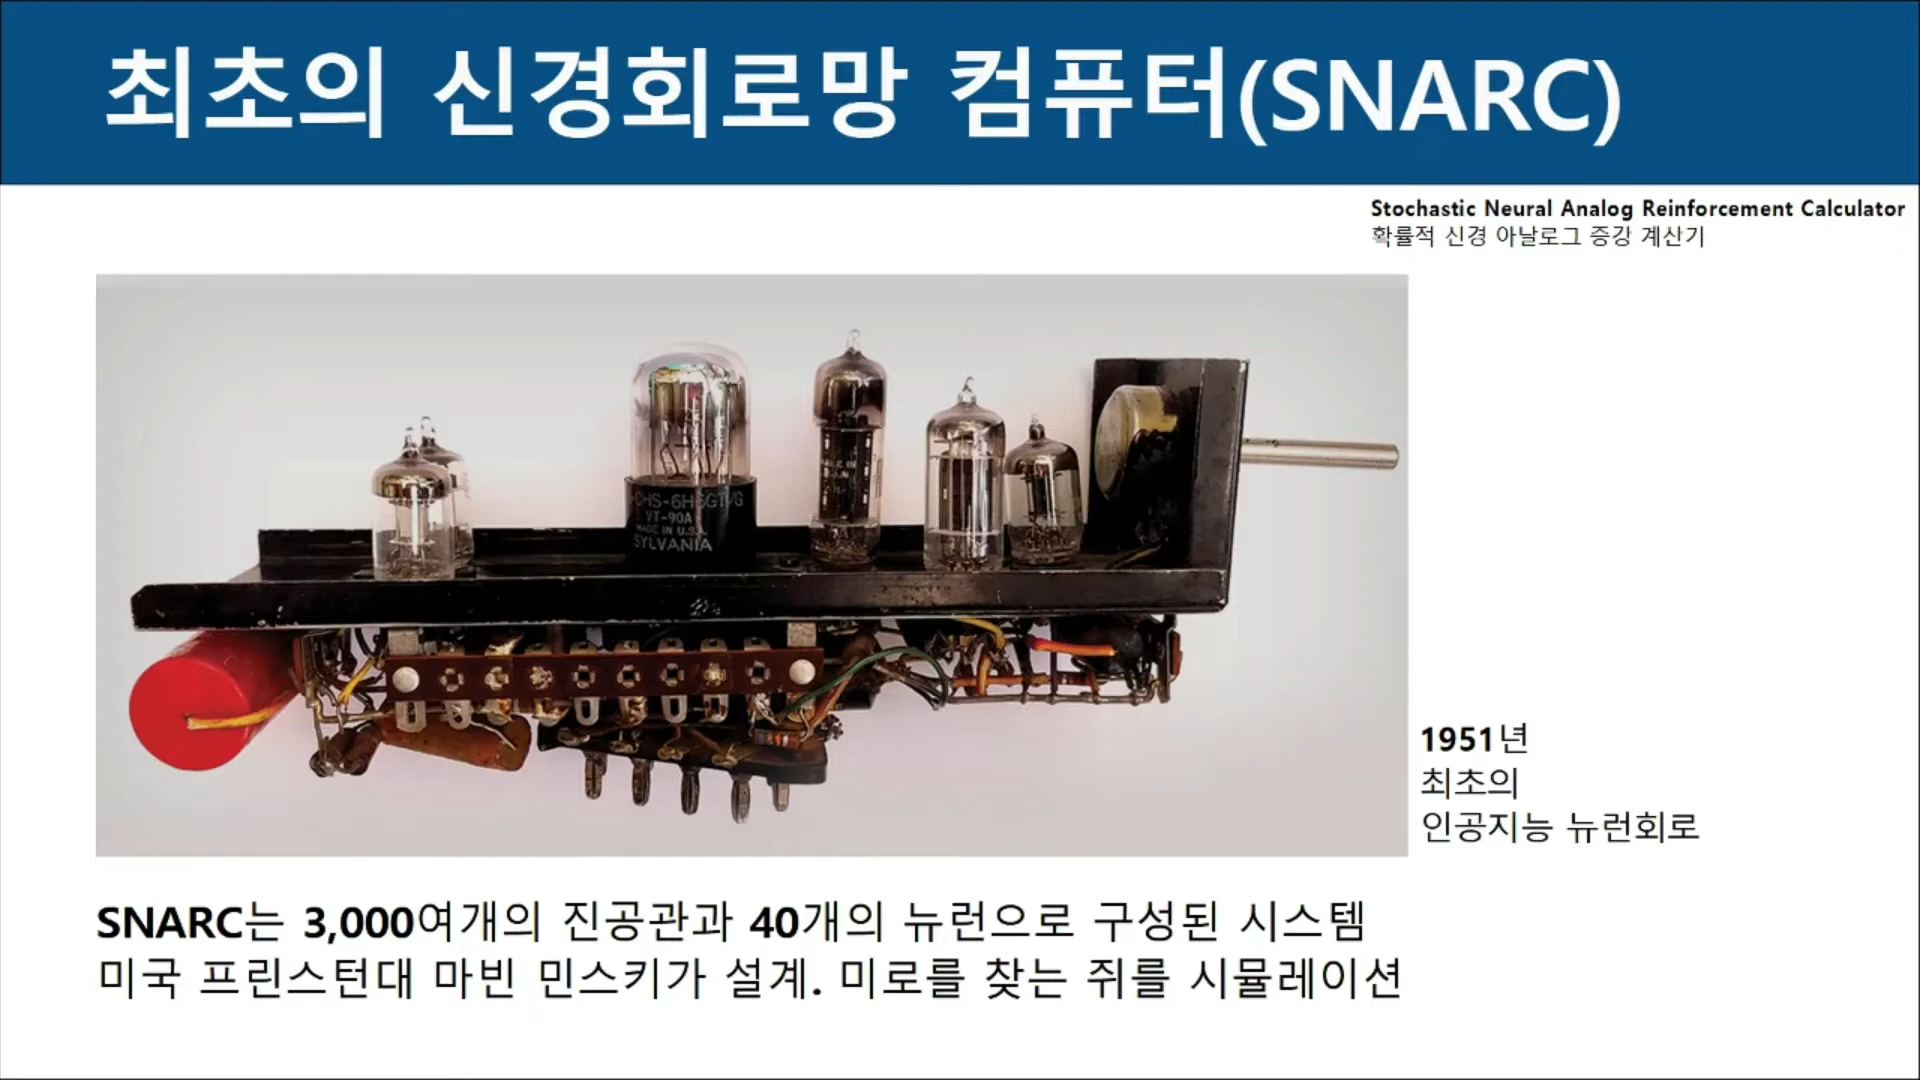 최초의 신경회로망 컴퓨터(SNARC)
Stochastic Neural Analog Reinforcement Calculator
확률적 신경 아날로그 증강 계산기
VT-90A
MADE IN U.S.A.
SYLVANIA
1951년
최초의
인공지능 뉴런회로
SNARC는 3,000여개의 진공관과 40개의 뉴런으로 구성된 시스템
미국 프린스턴대 마빈 민스키가 설계. 미로를 찾는 쥐를 시뮬레이션